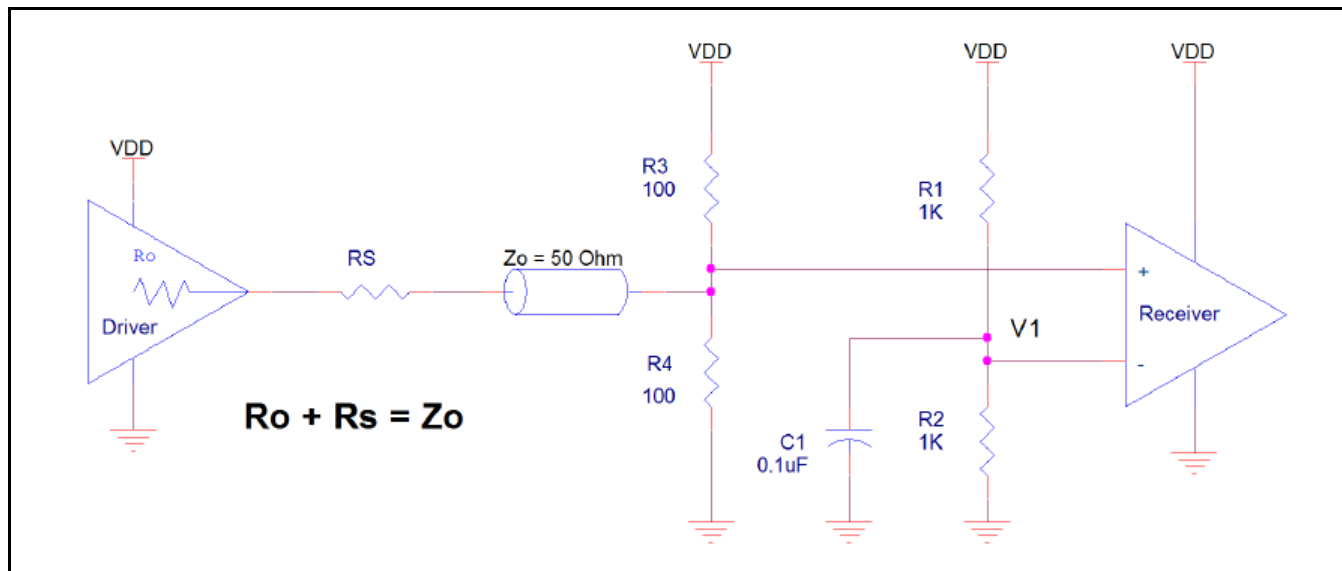 VDD
VDD
VDD
VDD
R3
100
R1
1K
Ro
RS
Zo = 50 Ohm
+
Driver
Receiver
V1
-
R4
100
Ro + Rs = Zo
C1
0.1uF
R2
1K